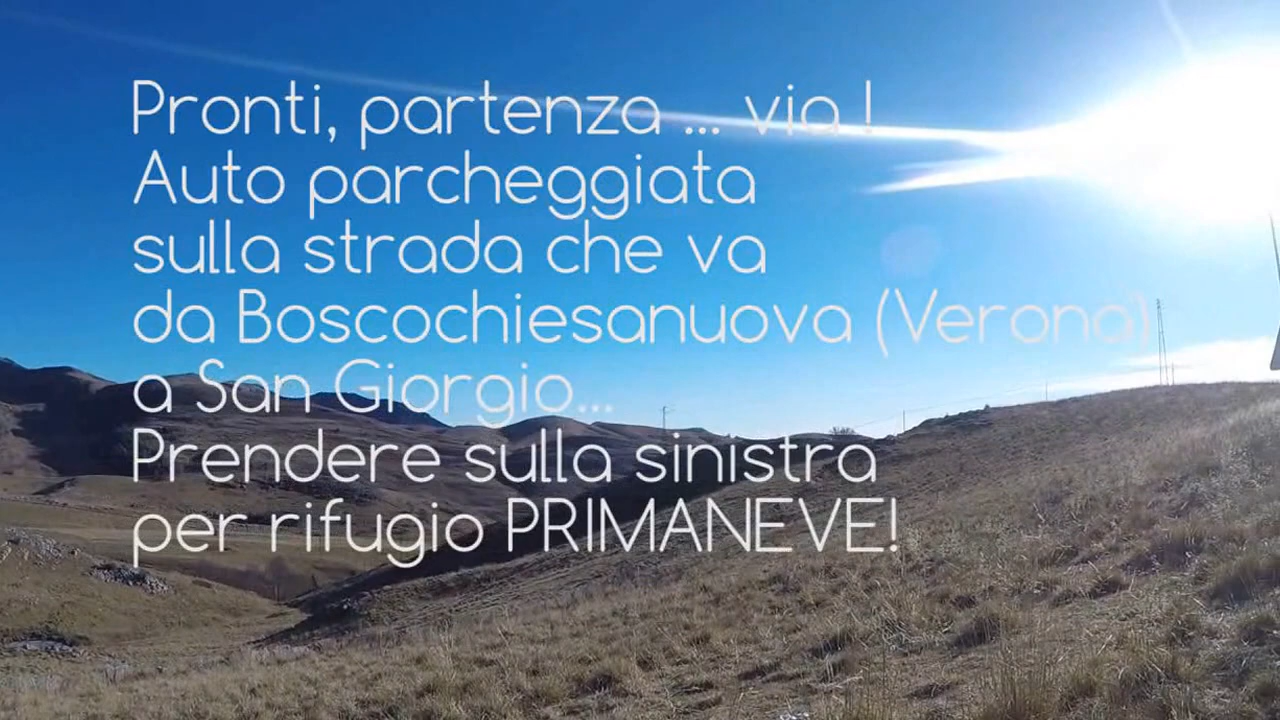 Pronti, partenza ... via !
Auto parcheggiata
sulla strada che va
da Boscochiesanuova (Verona)
a San Giorgio...
Prendere sulla sinistra
per rifugio PRIMANEVE!